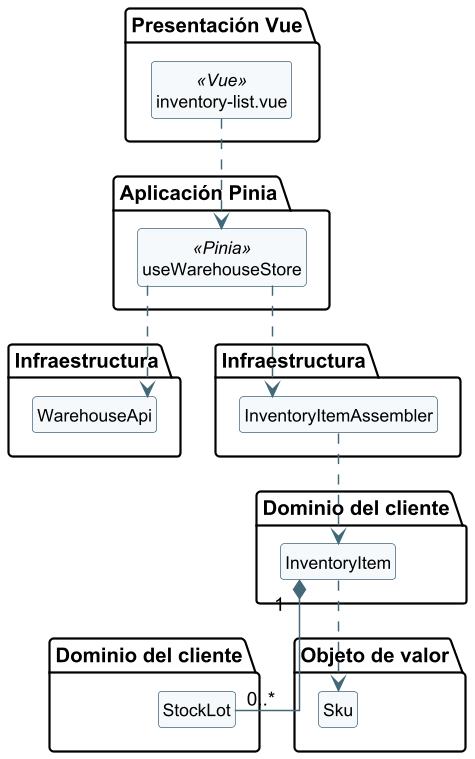 Presentación Vue
«Vue»
inventory-list.vue
Aplicación Pinia
«Pinia»
useWarehouseStore
Infraestructura
WarehouseApi
Infraestructura
InventoryItemAssembler
Dominio del cliente
InventoryItem
1
Dominio del cliente
StockLot
0..*
Objeto de valor
Sku